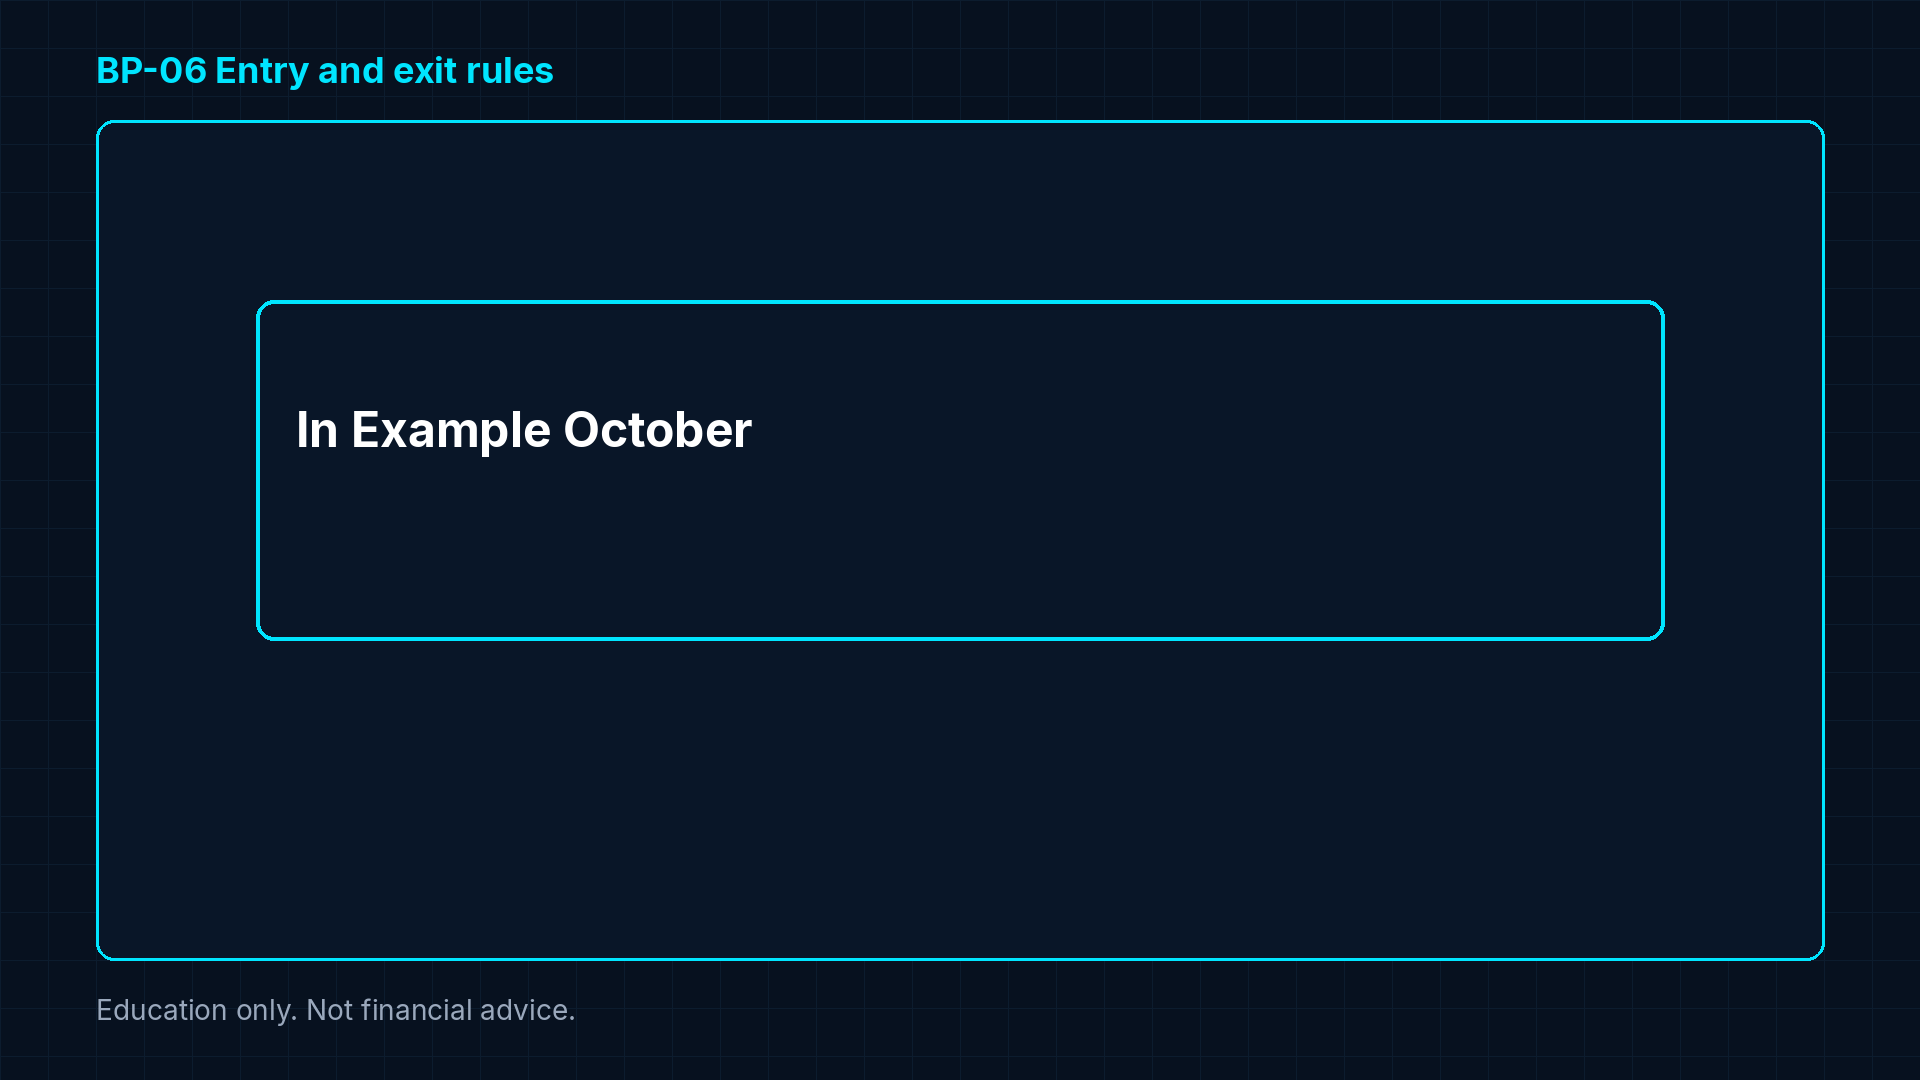 BP-06 Entry and exit rules
In Example October
Education only. Not financial advice.